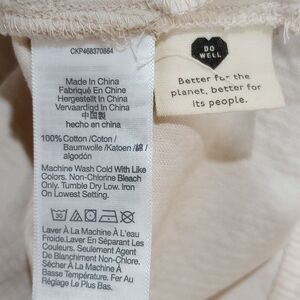 CKP468370864
Made In China
Fabriqué En China
Hergestellt In China
Vervaardigd In China
中国製
hecho en china
100% Cotton /Coton /
Baumwolle /Katoen /綿 /
algodón
Machine Wash Cold With Like
Colors. Non-Chlorine Bleach
Only. Tumble Dry Low. Iron
On Lowest Setting.
30
Laver À La Machine À L'eau
Froide.Laver En Séparant Les
Couleurs. Seulement Agent
De Blanchiment Non-Chlore.
Sécher À La Machine À
Basse Température. Fer Au
Réglage Le Plus Bas.
DO
WELL
Better for the
planet, better for
its people.